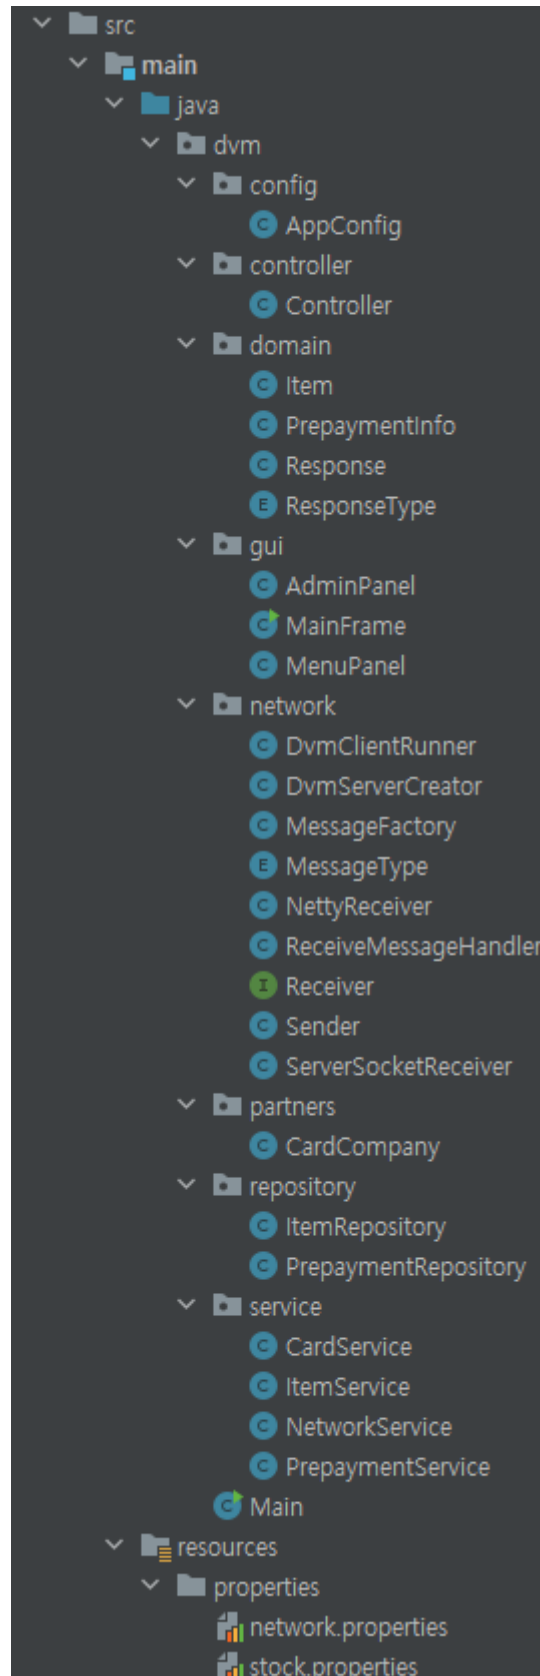 src
main
java
dvm
config
AppConfig
controller
Controller
domain
Item
PrepaymentInfo
Response
ResponseType
gui
AdminPanel
MainFrame
MenuPanel
network
DvmClientRunner
DvmServerCreator
MessageFactory
MessageType
NettyReceiver
ReceiveMessageHandler
Receiver
Sender
ServerSocketReceiver
partners
CardCompany
repository
ItemRepository
PrepaymentRepository
service
CardService
ItemService
NetworkService
PrepaymentService
Main
resources
properties
network.properties
stock.properties